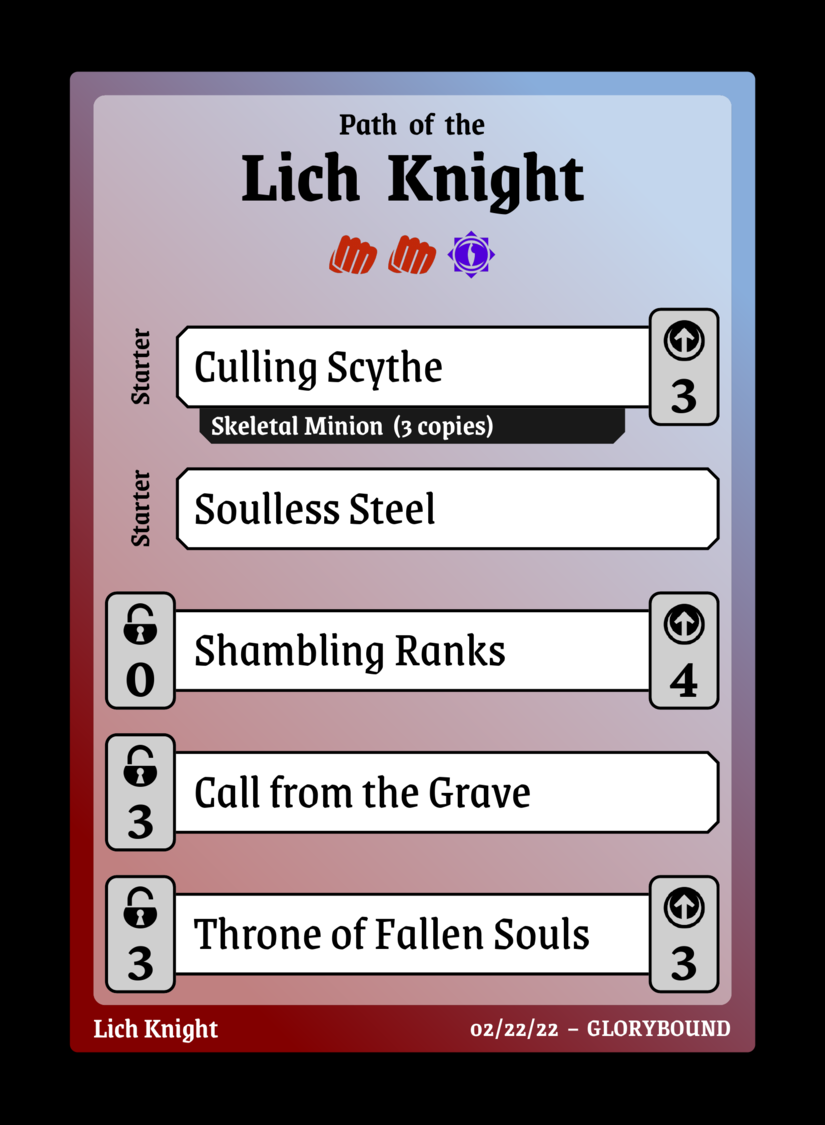 Path of the
Lich Knight
Starter
Culling Scythe
3
Skeletal Minion (3 copies)
Starter
Soulless Steel
0
Shambling Ranks
4
3
Call from the Grave
3
Throne of Fallen Souls
3
Lich Knight
02/22/22 – GLORYBOUND